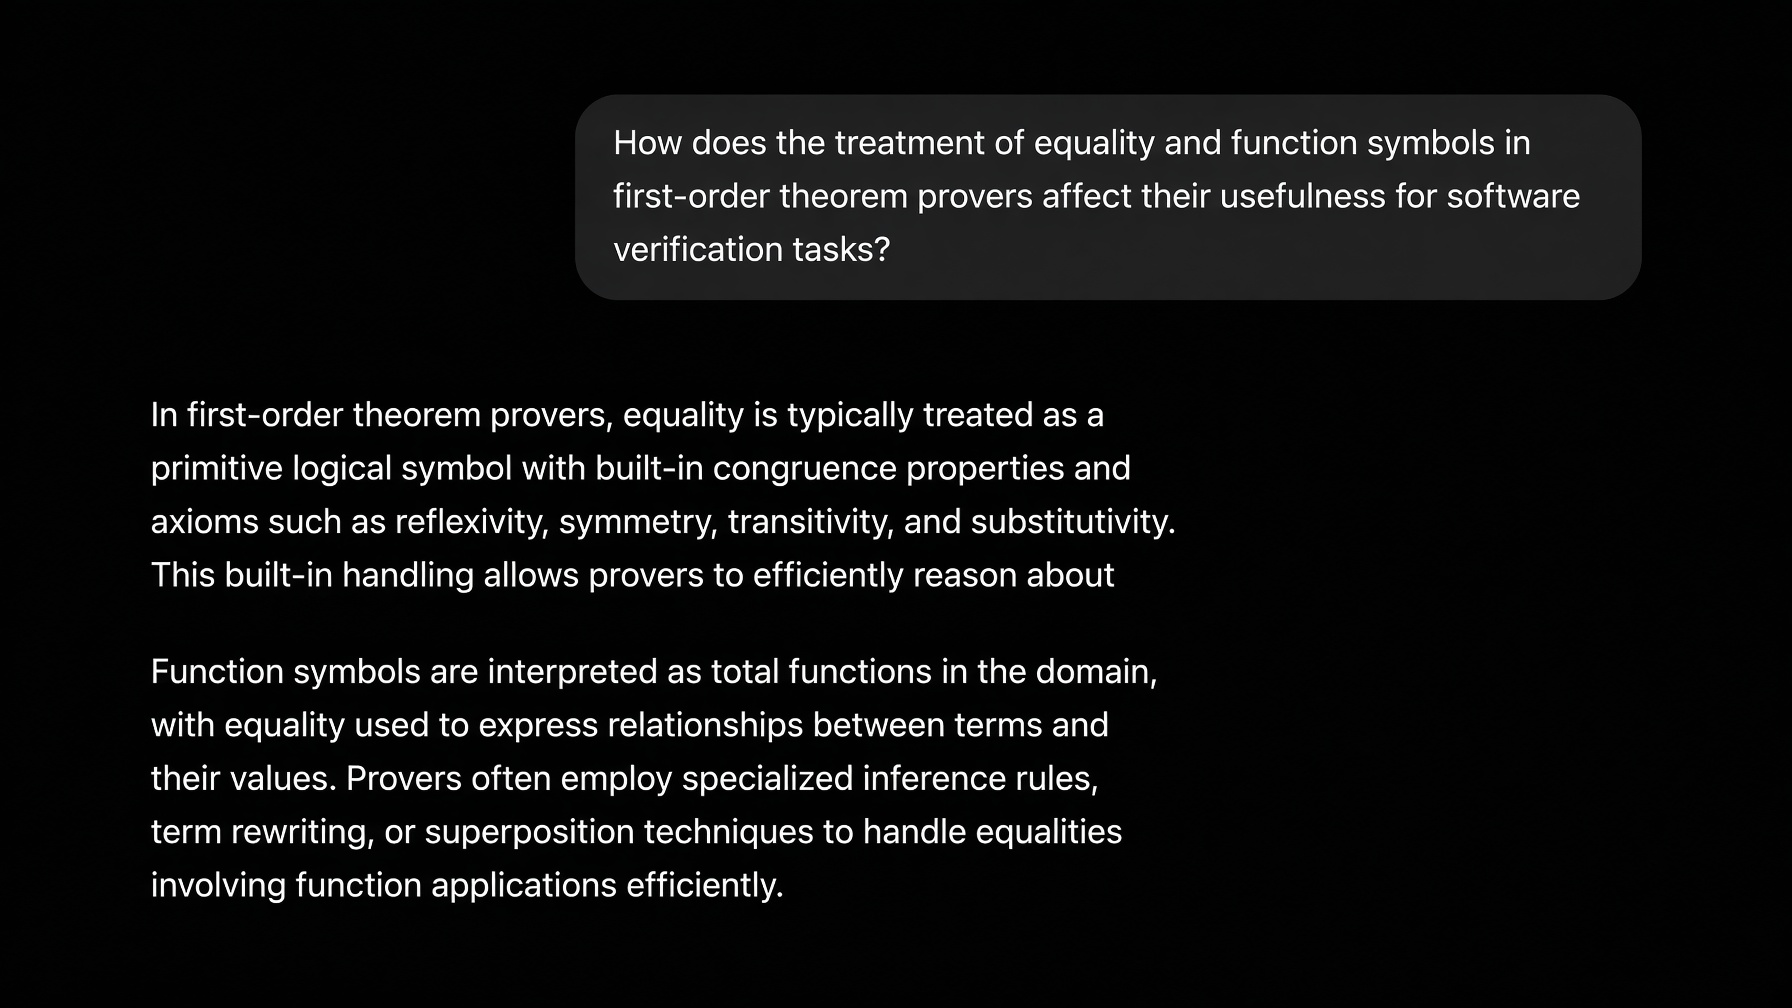 How does the treatment of equality and function symbols in
first-order theorem provers affect their usefulness for software
verification tasks?
In first-order theorem provers, equality is typically treated as a
primitive logical symbol with built-in congruence properties and
axioms such as reflexivity, symmetry, transitivity, and substitutivity.
This built-in handling allows provers to efficiently reason about
Function symbols are interpreted as total functions in the domain,
with equality used to express relationships between terms and
their values. Provers often employ specialized inference rules,
term rewriting, or superposition techniques to handle equalities
involving function applications efficiently.